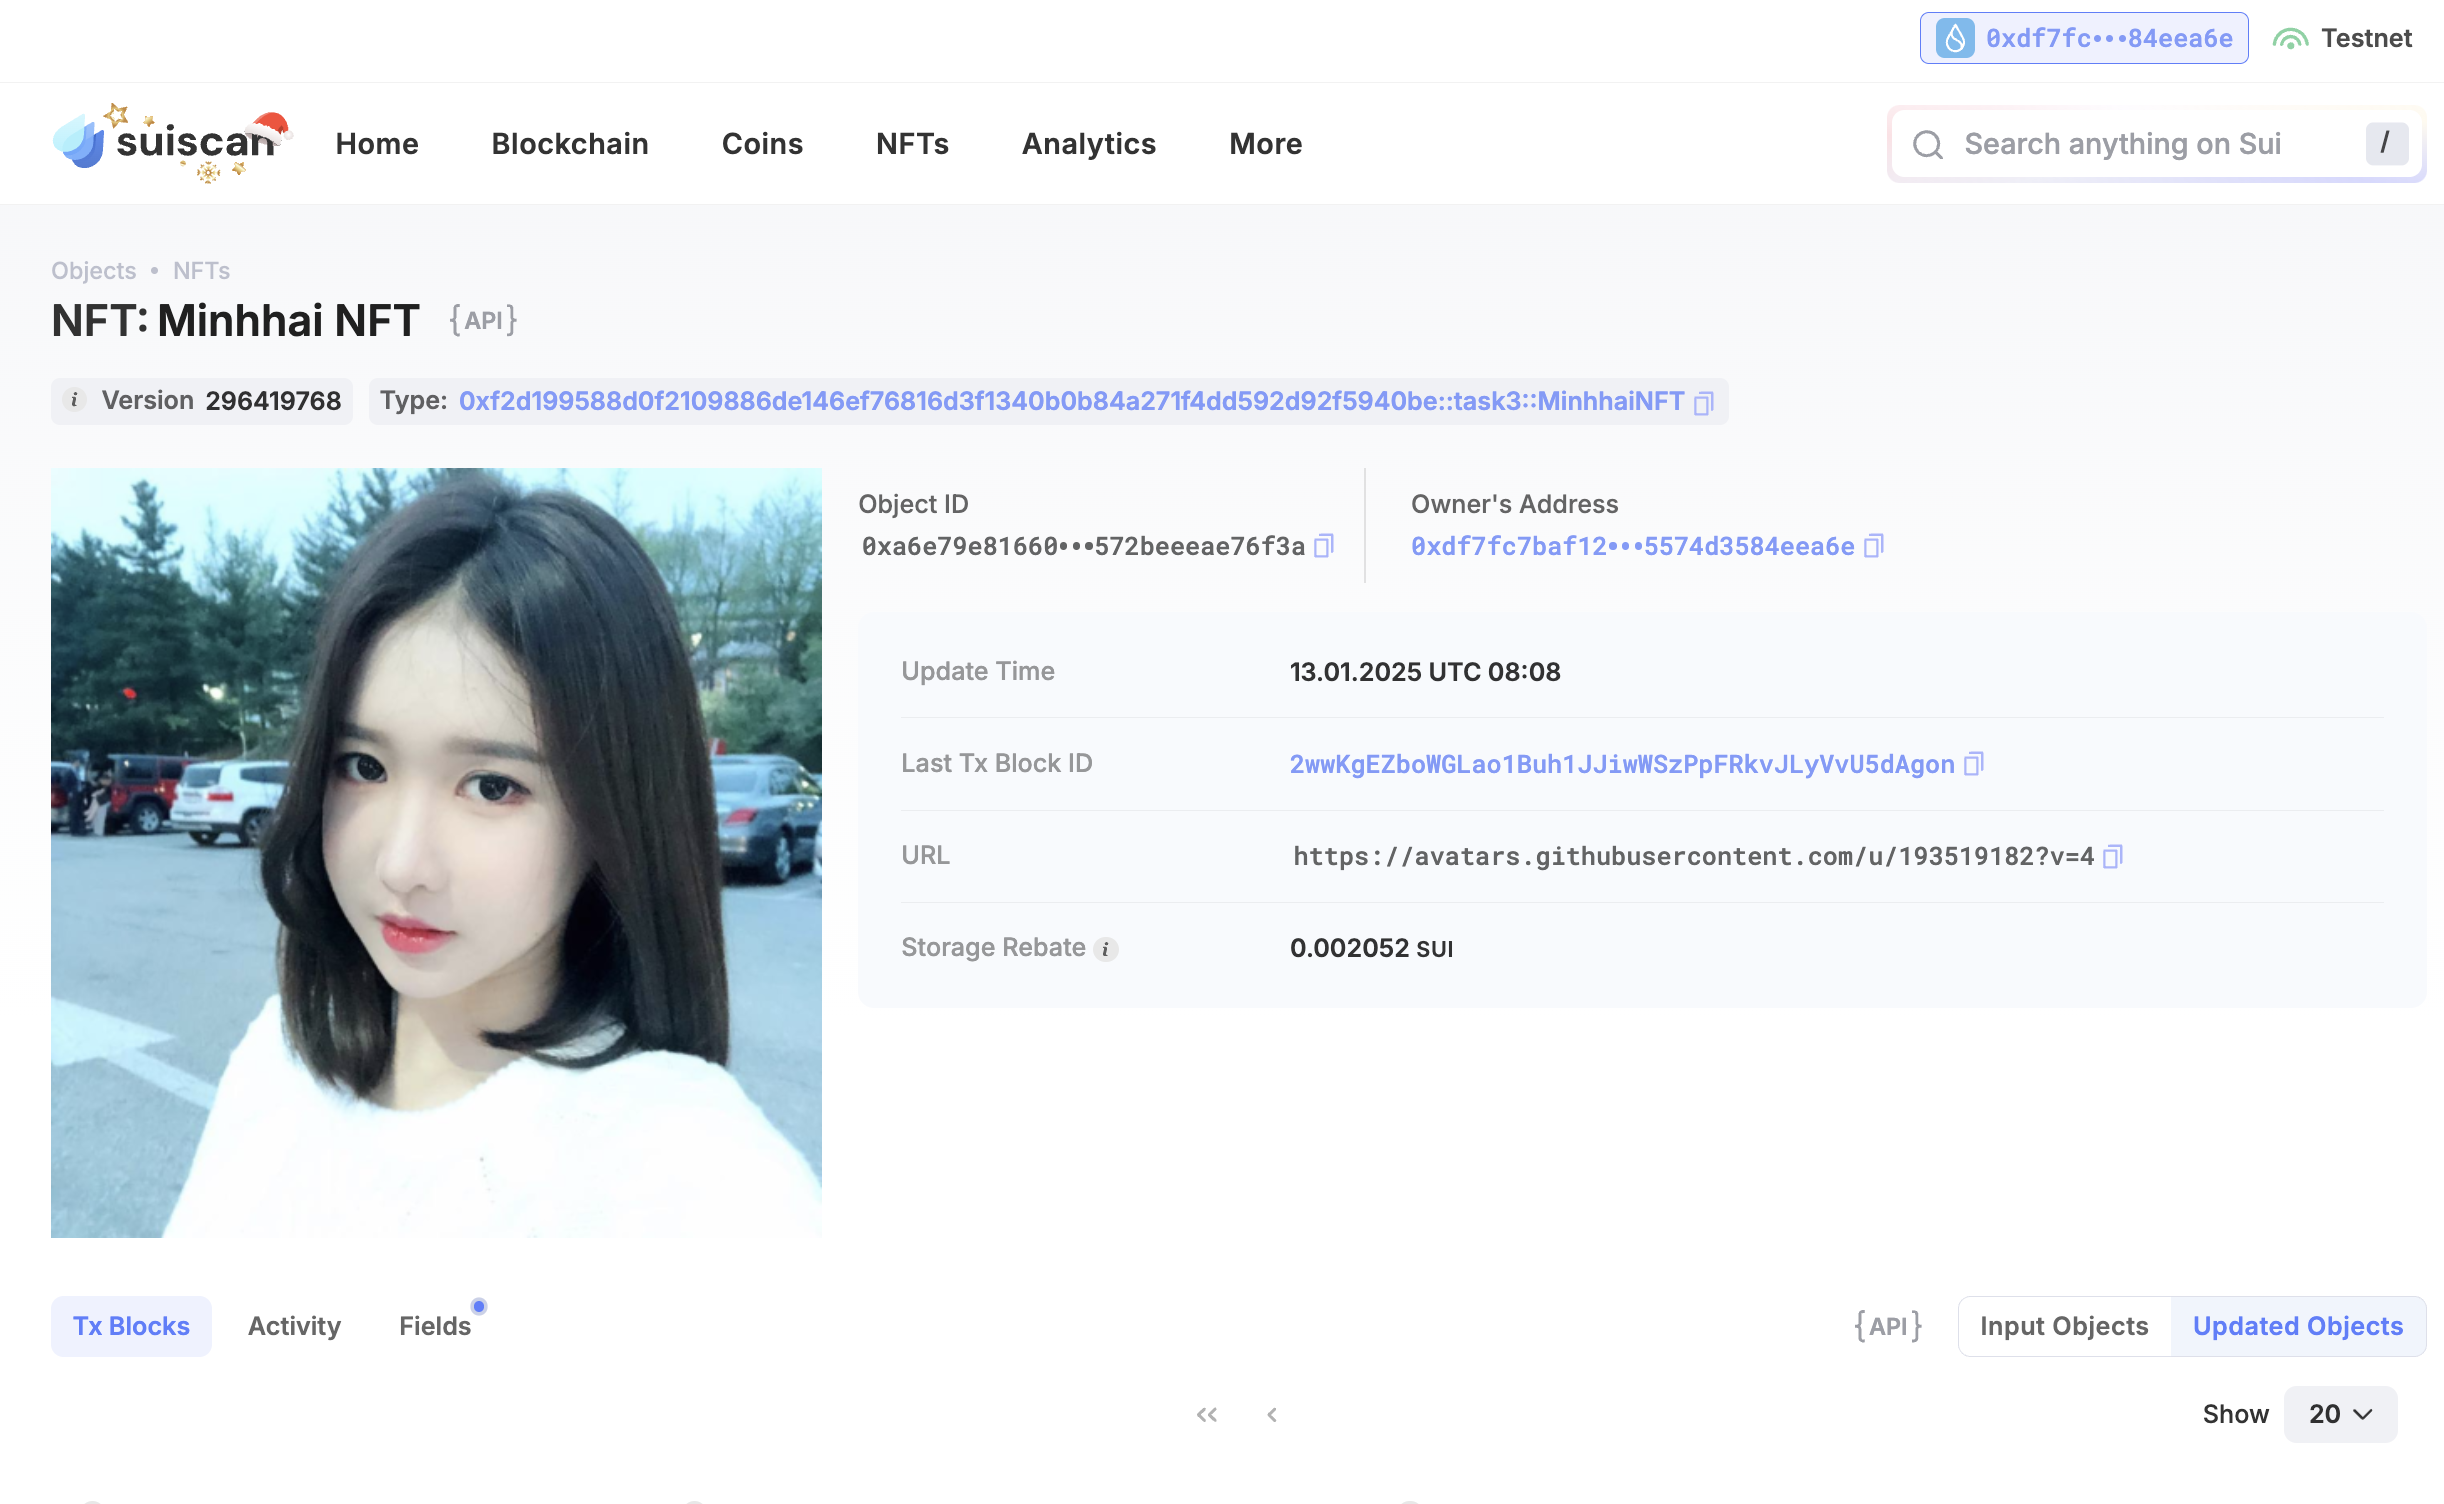 0xdf7fc•••84eea6e Testnet
suiscan Home Blockchain Coins NFTs Analytics More Search anything on Sui /
Objects • NFTs
NFT: Minhhai NFT {API}
i Version 296419768 Type: 0xf2d199588d0f2109886de146ef76816d3f1340b0b84a271f4dd592d92f5940be::task3::MinhhaiNFT
Object ID
0xa6e79e81660•••572beeeae76f3a
Owner's Address
0xdf7fc7baf12•••5574d3584eea6e
Update Time 13.01.2025 UTC 08:08
Last Tx Block ID 2wwKgEZboWGLao1Buh1JJiwWSzPpFRkvJLyVvU5dAgon
URL https://avatars.githubusercontent.com/u/193519182?v=4
Storage Rebate i 0.002052 SUI
Tx Blocks Activity Fields {API} Input Objects Updated Objects
Show 20